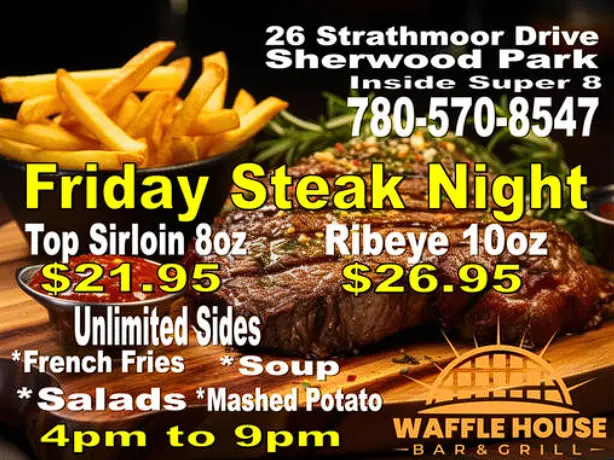 26 Strathmoor Drive
Sherwood Park
Inside Super 8
780-570-8547
Friday Steak Night
Top Sirloin 8oz
$21.95
Ribeye 10oz
$26.95
Unlimited Sides
*French Fries *Soup
*Salads *Mashed Potato
4pm to 9pm
WAFFLE HOUSE
BAR&GRILL